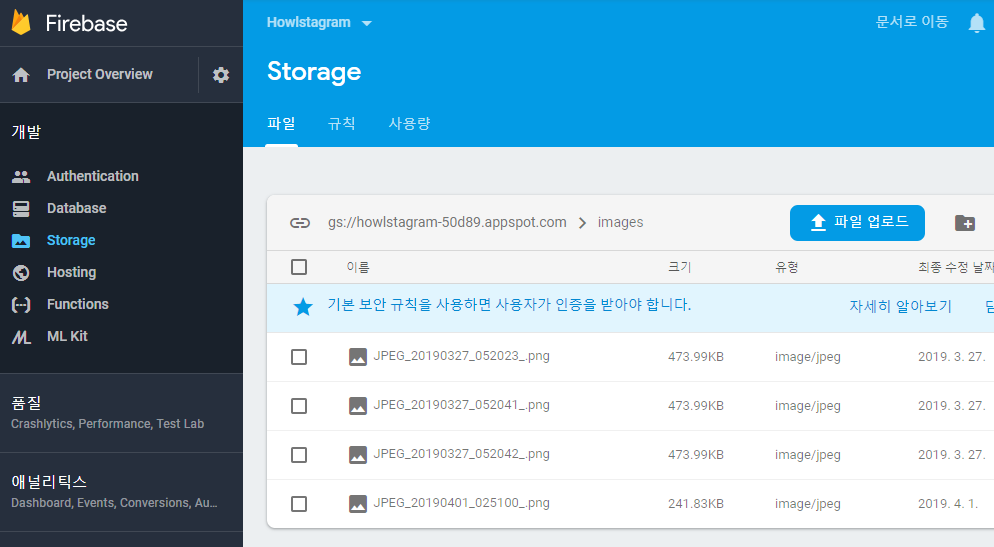 Firebase
Project Overview
개발
Authentication
Database
Storage
Hosting
Functions
ML Kit
품질
Crashlytics, Performance, Test Lab
애널리틱스
Dashboard, Events, Conversions, Au...
Howlstagram
문서로 이동
Storage
파일 규칙 사용량
gs://howlstagram-50d89.appspot.com > images
파일 업로드
이름 크기 유형 최종 수정 날짜
기본 보안 규칙을 사용하면 사용자가 인증을 받아야 합니다. 자세히 알아보기
JPEG_20190327_052023_.png 473.99KB image/jpeg 2019. 3. 27.
JPEG_20190327_052041_.png 473.99KB image/jpeg 2019. 3. 27.
JPEG_20190327_052042_.png 473.99KB image/jpeg 2019. 3. 27.
JPEG_20190401_025100_.png 241.83KB image/jpeg 2019. 4. 1.